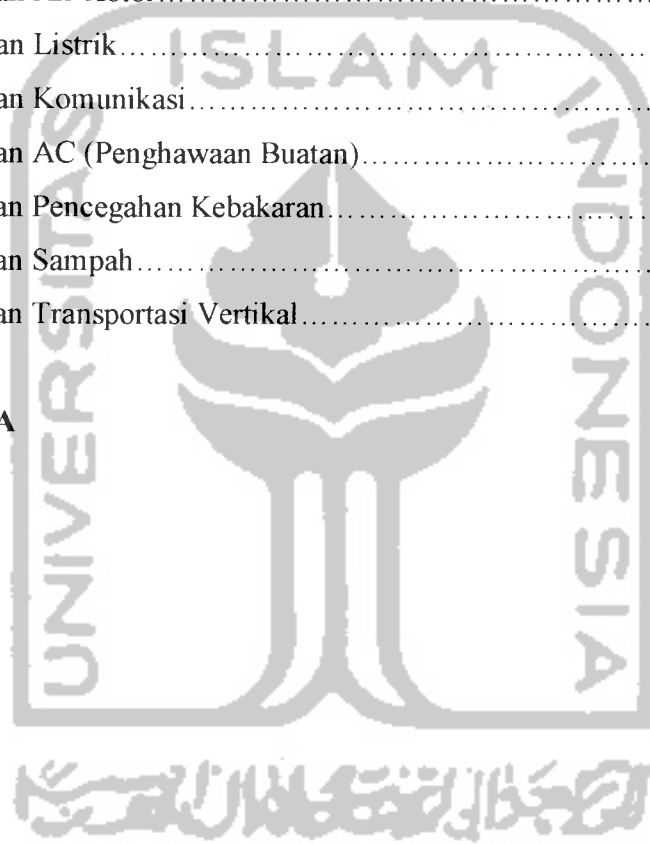 an Listrik
an Komunikasi
an AC (Penghawaan Buatan)
an Pencegahan Kebakaran
an Sampah
an Transportasi Vertikal
A
UNIVERSITAS
ISLAM
INDONESIA